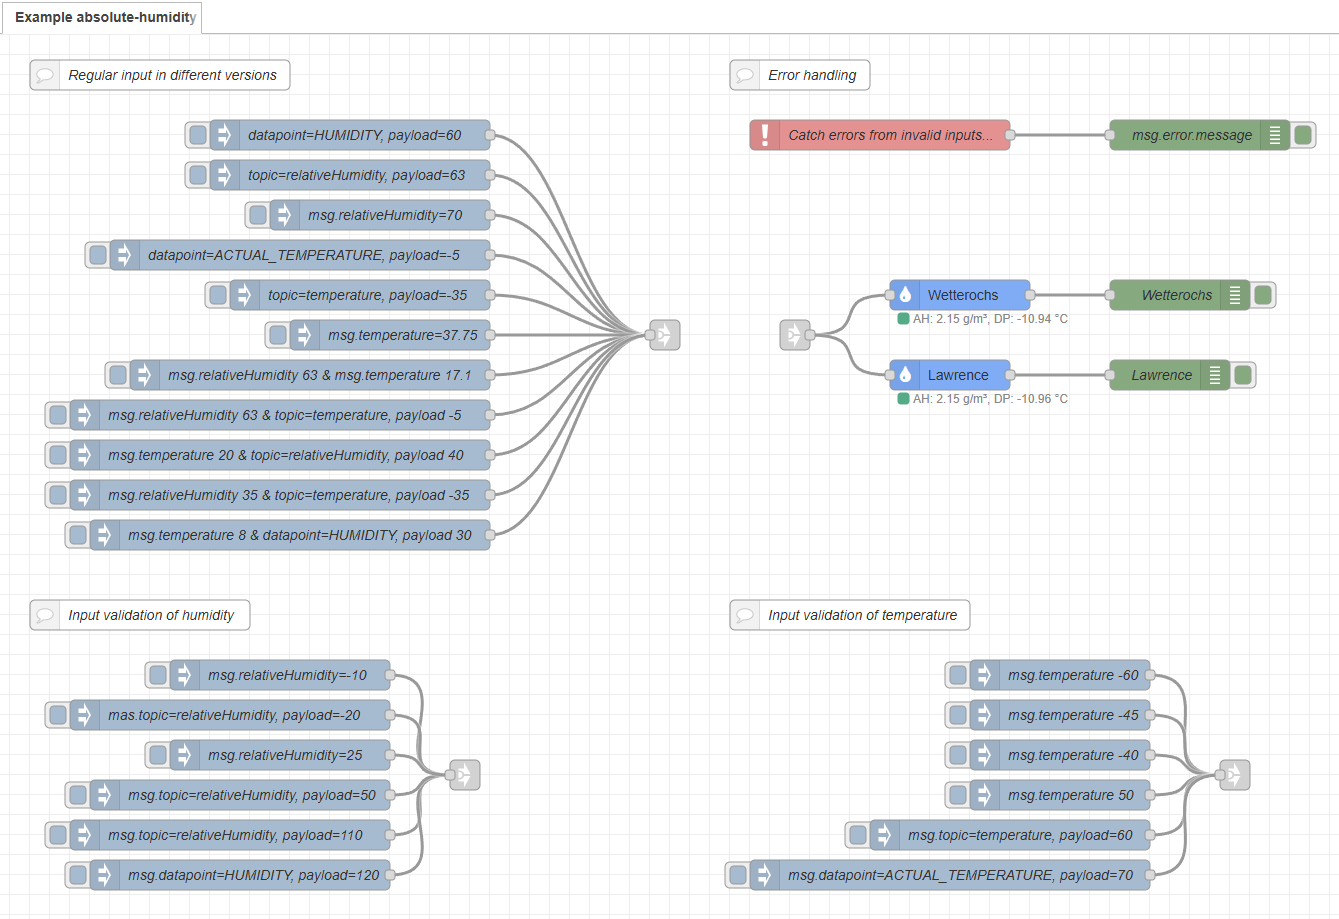 Example absolute-humidity
Regular input in different versions
datapoint=HUMIDITY, payload=60
topic=relativeHumidity, payload=63
msg.relativeHumidity=70
datapoint=ACTUAL_TEMPERATURE, payload=-5
topic=temperature, payload=-35
msg.temperature=37.75
msg.relativeHumidity 63 & msg.temperature 17.1
msg.relativeHumidity 63 & topic=temperature, payload -5
msg.temperature 20 & topic=relativeHumidity, payload 40
msg.relativeHumidity 35 & topic=temperature, payload -35
msg.temperature 8 & datapoint=HUMIDITY, payload 30
Error handling
Catch errors from invalid inputs...
msg.error.message
Wetterochs
Wetterochs
AH: 2.15 g/m³, DP: -10.94 °C
Lawrence
Lawrence
AH: 2.15 g/m³, DP: -10.96 °C
Input validation of humidity
msg.relativeHumidity=-10
mas.topic=relativeHumidity, payload=-20
msg.relativeHumidity=25
msg.topic=relativeHumidity, payload=50
msg.topic=relativeHumidity, payload=110
msg.datapoint=HUMIDITY, payload=120
Input validation of temperature
msg.temperature -60
msg.temperature -45
msg.temperature -40
msg.temperature 50
msg.topic=temperature, payload=60
msg.datapoint=ACTUAL_TEMPERATURE, payload=70